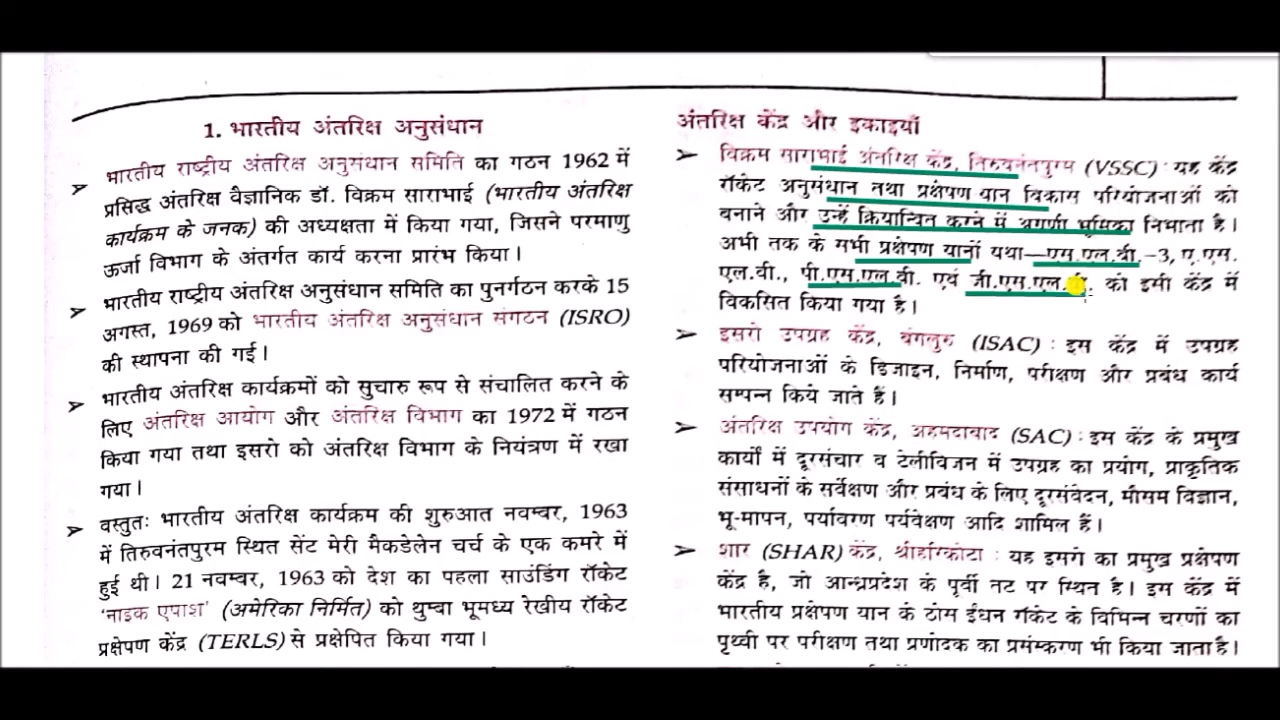 1. भारतीय अंतरिक्ष अनुसंधान
➤ भारतीय राष्ट्रीय अंतरिक्ष अनुसंधान समिति का गठन 1962 में
प्रसिद्ध अंतरिक्ष वैज्ञानिक डॉ. विक्रम साराभाई (भारतीय अंतरिक्ष
कार्यक्रम के जनक) की अध्यक्षता में किया गया, जिसने परमाणु
ऊर्जा विभाग के अंतर्गत कार्य करना प्रारंभ किया।
➤ भारतीय राष्ट्रीय अंतरिक्ष अनुसंधान समिति का पुनर्गठन करके 15
अगस्त, 1969 को भारतीय अंतरिक्ष अनुसंधान संगठन (ISRO)
की स्थापना की गई।
➤ भारतीय अंतरिक्ष कार्यक्रमों को सुचारु रूप से संचालित करने के
लिए अंतरिक्ष आयोग और अंतरिक्ष विभाग का 1972 में गठन
किया गया तथा इसरो को अंतरिक्ष विभाग के नियंत्रण में रखा
गया।
➤ वस्तुतः भारतीय अंतरिक्ष कार्यक्रम की शुरुआत नवम्बर, 1963
में तिरुवनंतपुरम स्थित सेंट मेरी मैकडेलेन चर्च के एक कमरे में
हुई थी। 21 नवम्बर, 1963 को देश का पहला साउंडिंग रॉकेट
'नाइक एपाश' (अमेरिका निर्मित) को थुम्बा भूमध्य रेखीय रॉकेट
प्रक्षेपण केंद्र (TERLS) से प्रक्षेपित किया गया।
अंतरिक्ष केंद्र और इकाइयाँ
➤ विक्रम साराभाई अंतरिक्ष केंद्र, तिरुवनंतपुरम (VSSC) : यह केंद्र
रॉकेट अनुसंधान तथा प्रक्षेपण यान विकास परियोजनाओं को
बनाने और उन्हें क्रियान्वित करने में अग्रणी भूमिका निभाता है।
अभी तक के सभी प्रक्षेपण यानों यथा—एस.एल.वी.-3, ए.एस.
एल.वी., पी.एस.एल.वी. एवं जी.एस.एल. को इसी केंद्र में
विकसित किया गया है।
➤ इसरो उपग्रह केंद्र, बंगलुरु (ISAC) : इस केंद्र में उपग्रह
परियोजनाओं के डिजाइन, निर्माण, परीक्षण और प्रबंध कार्य
सम्पन्न किये जाते हैं।
➤ अंतरिक्ष उपयोग केंद्र, अहमदाबाद (SAC) : इस केंद्र के प्रमुख
कार्यों में दूरसंचार व टेलीविजन में उपग्रह का प्रयोग, प्राकृतिक
संसाधनों के सर्वेक्षण और प्रबंध के लिए दूरसंवेदन, मौसम विज्ञान,
भू-मापन, पर्यावरण पर्यवेक्षण आदि शामिल हैं।
➤ शार (SHAR) केंद्र, श्रीहरिकोटा : यह इसरो का प्रमुख प्रक्षेपण
केंद्र है, जो आन्ध्रप्रदेश के पूर्वी तट पर स्थित है। इस केंद्र में
भारतीय प्रक्षेपण यान के ठोस ईंधन रॉकेट के विभिन्न चरणों का
पृथ्वी पर परीक्षण तथा प्रणोदक का प्रसंस्करण भी किया जाता है।